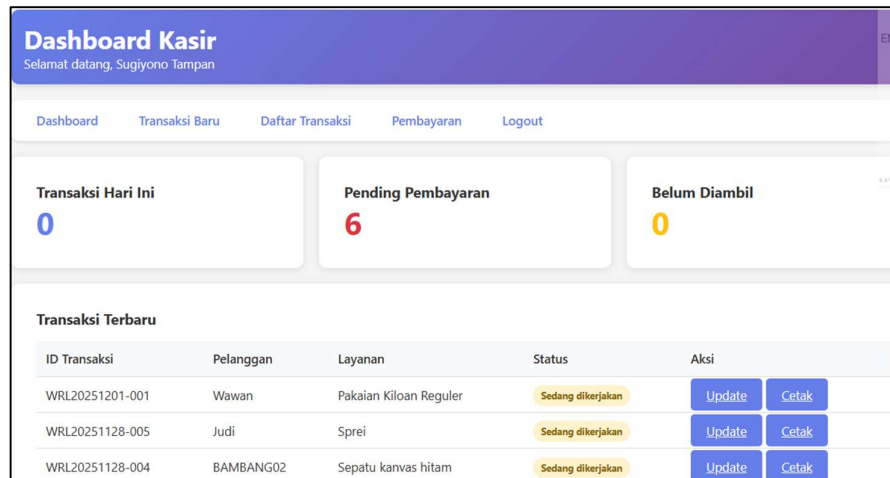 Dashboard Kasir
Selamat datang, Sugiyono Tampan
Dashboard Transaksi Baru Daftar Transaksi Pembayaran Logout
Transaksi Hari Ini Pending Pembayaran Belum Diambil
0 6 0
Transaksi Terbaru
ID Transaksi Pelanggan Layanan Status Aksi
WRL20251201-001 Wawan Pakaian Kiloan Reguler Sedang dikerjakan Update Cetak
WRL20251128-005 Judi Sprei Sedang dikerjakan Update Cetak
WRL20251128-004 BAMBANG02 Sepatu kanvas hitam Sedang dikerjakan Update Cetak